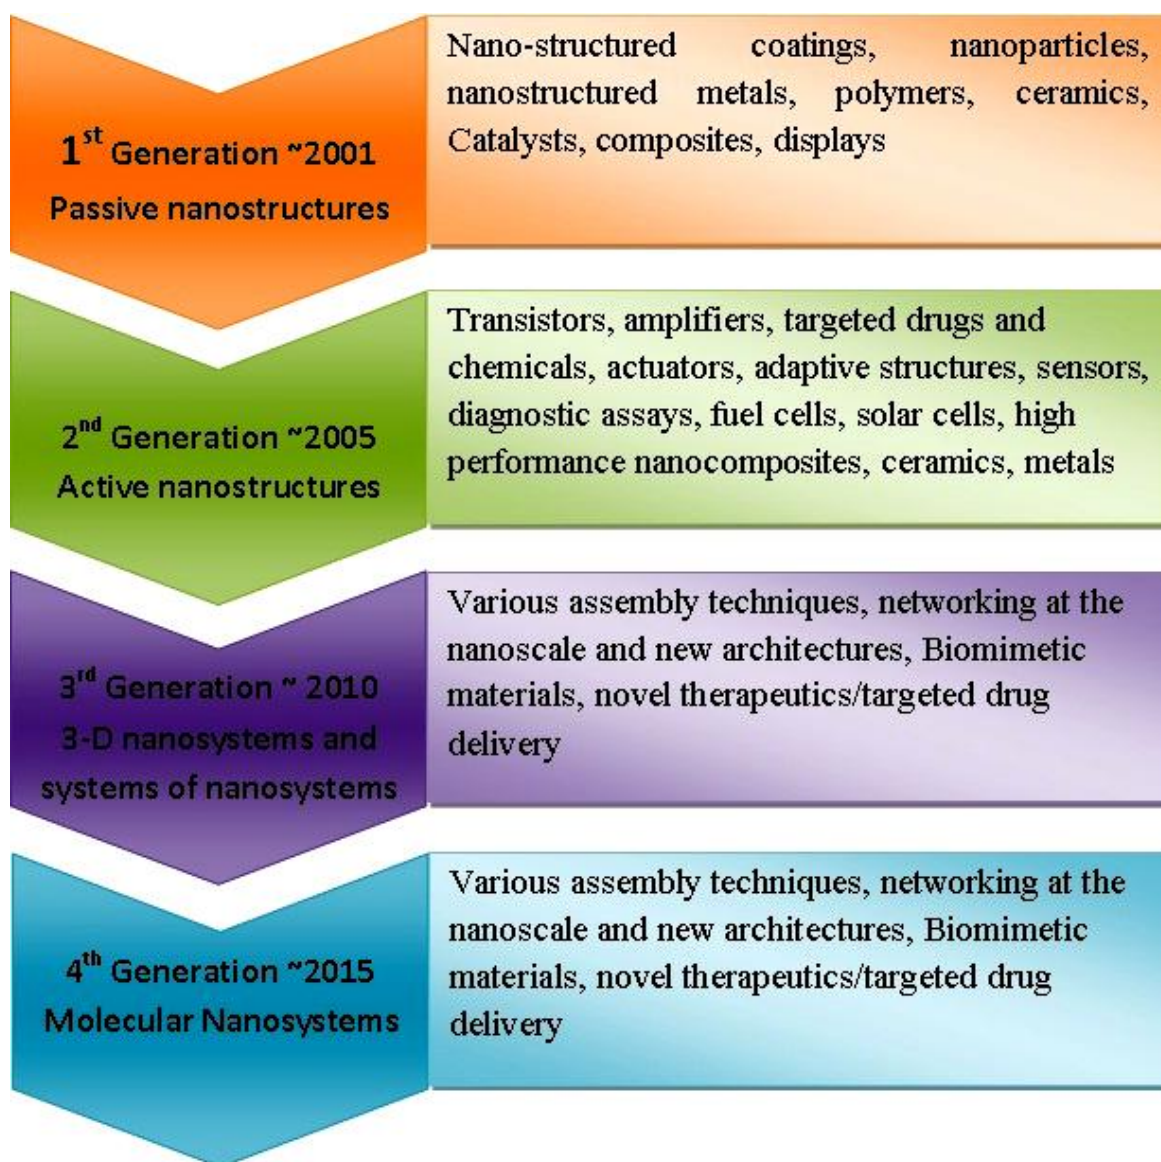 1st Generation ~2001
Passive nanostructures
Nano-structured coatings, nanoparticles,
nanostructured metals, polymers, ceramics,
Catalysts, composites, displays
2nd Generation ~2005
Active nanostructures
Transistors, amplifiers, targeted drugs and
chemicals, actuators, adaptive structures, sensors,
diagnostic assays, fuel cells, solar cells, high
performance nanocomposites, ceramics, metals
3rd Generation ~ 2010
3-D nanosystems and
systems of nanosystems
Various assembly techniques, networking at the
nanoscale and new architectures, Biomimetic
materials, novel therapeutics/targeted drug
delivery
4th Generation ~2015
Molecular Nanosystems
Various assembly techniques, networking at the
nanoscale and new architectures, Biomimetic
materials, novel therapeutics/targeted drug
delivery